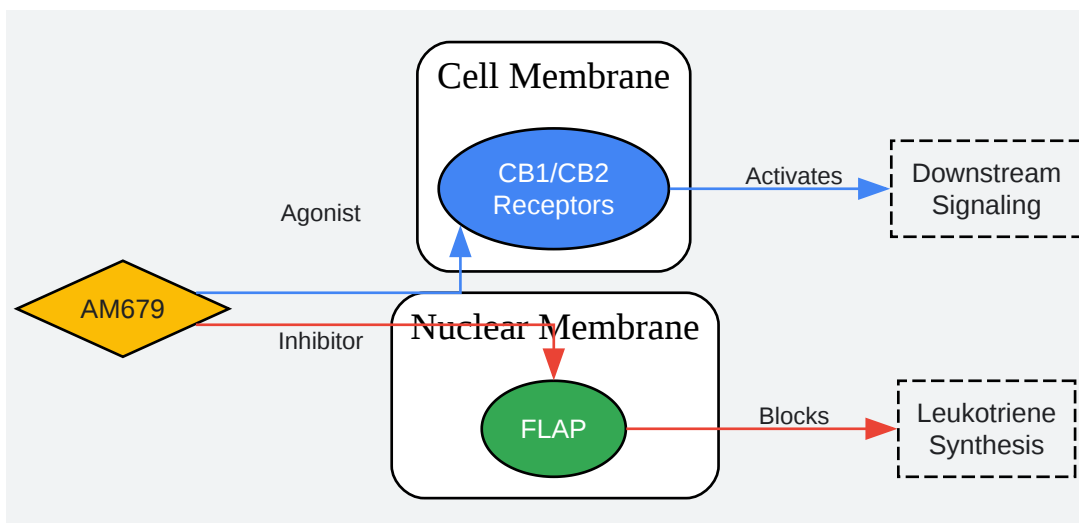 Cell Membrane
CB1/CB2
Receptors
Activates
Downstream
Signaling
Agonist
AM679
Inhibitor
Nuclear Membrane
FLAP
Blocks
Leukotriene
Synthesis